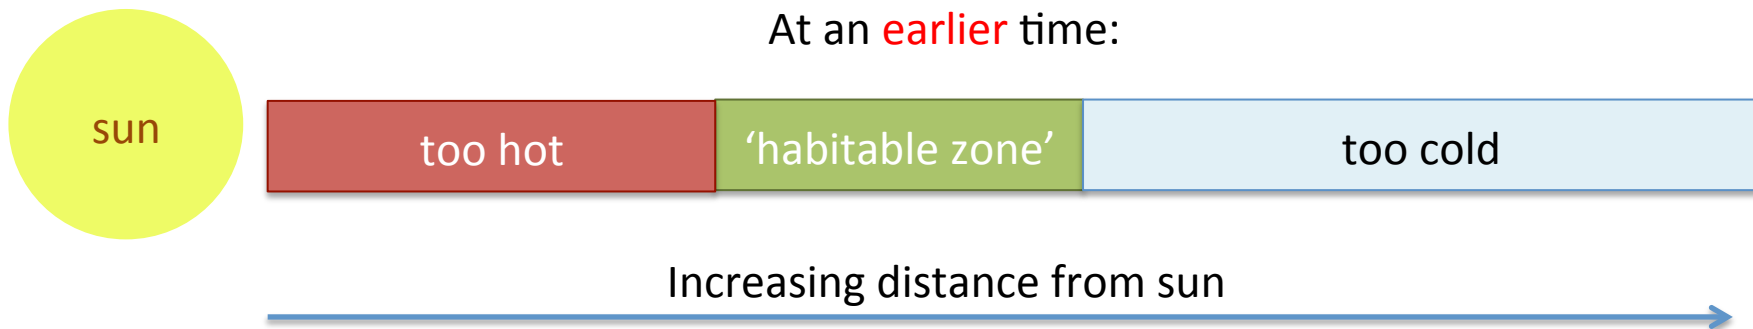 At an earlier time:
sun
too hot
‘habitable zone’
too cold
Increasing distance from sun